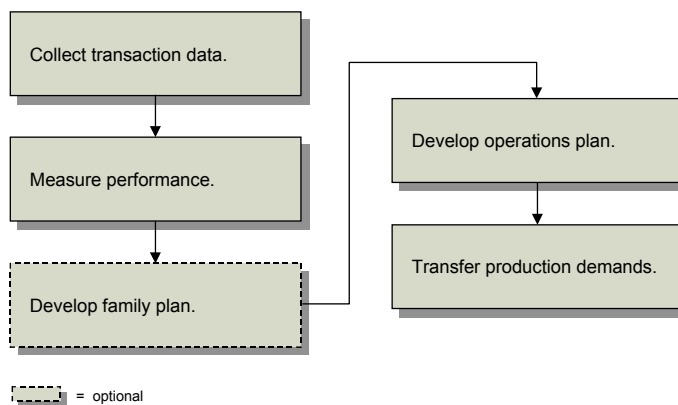 Collect transaction data.
Measure performance.
Develop family plan.
Develop operations plan.
Transfer production demands.
= optional